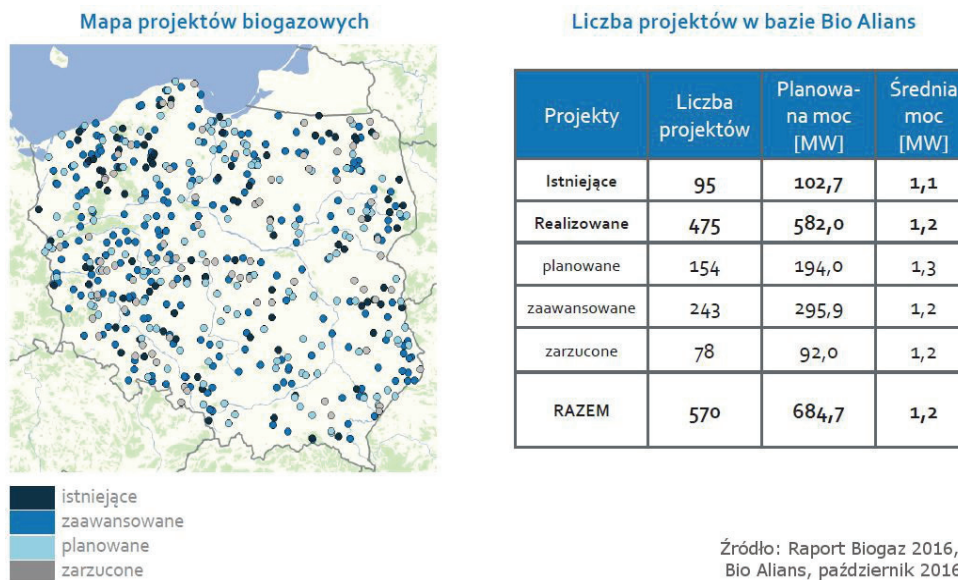 Mapa projektów biogazowych
istniejące
zaawansowane
planowane
zarzucone
Liczba projektów w bazie Bio Alians
Projekty Liczba projektów Planowa- na moc [MW] Średnia moc [MW]
Istniejące 95 102,7 1,1
Realizowane 475 582,0 1,2
planowane 154 194,0 1,3
zaawansowane 243 295,9 1,2
zarzucone 78 92,0 1,2
RAZEM 570 684,7 1,2
Źródło: Raport Biogaz 2016,
Bio Alians, październik 2016